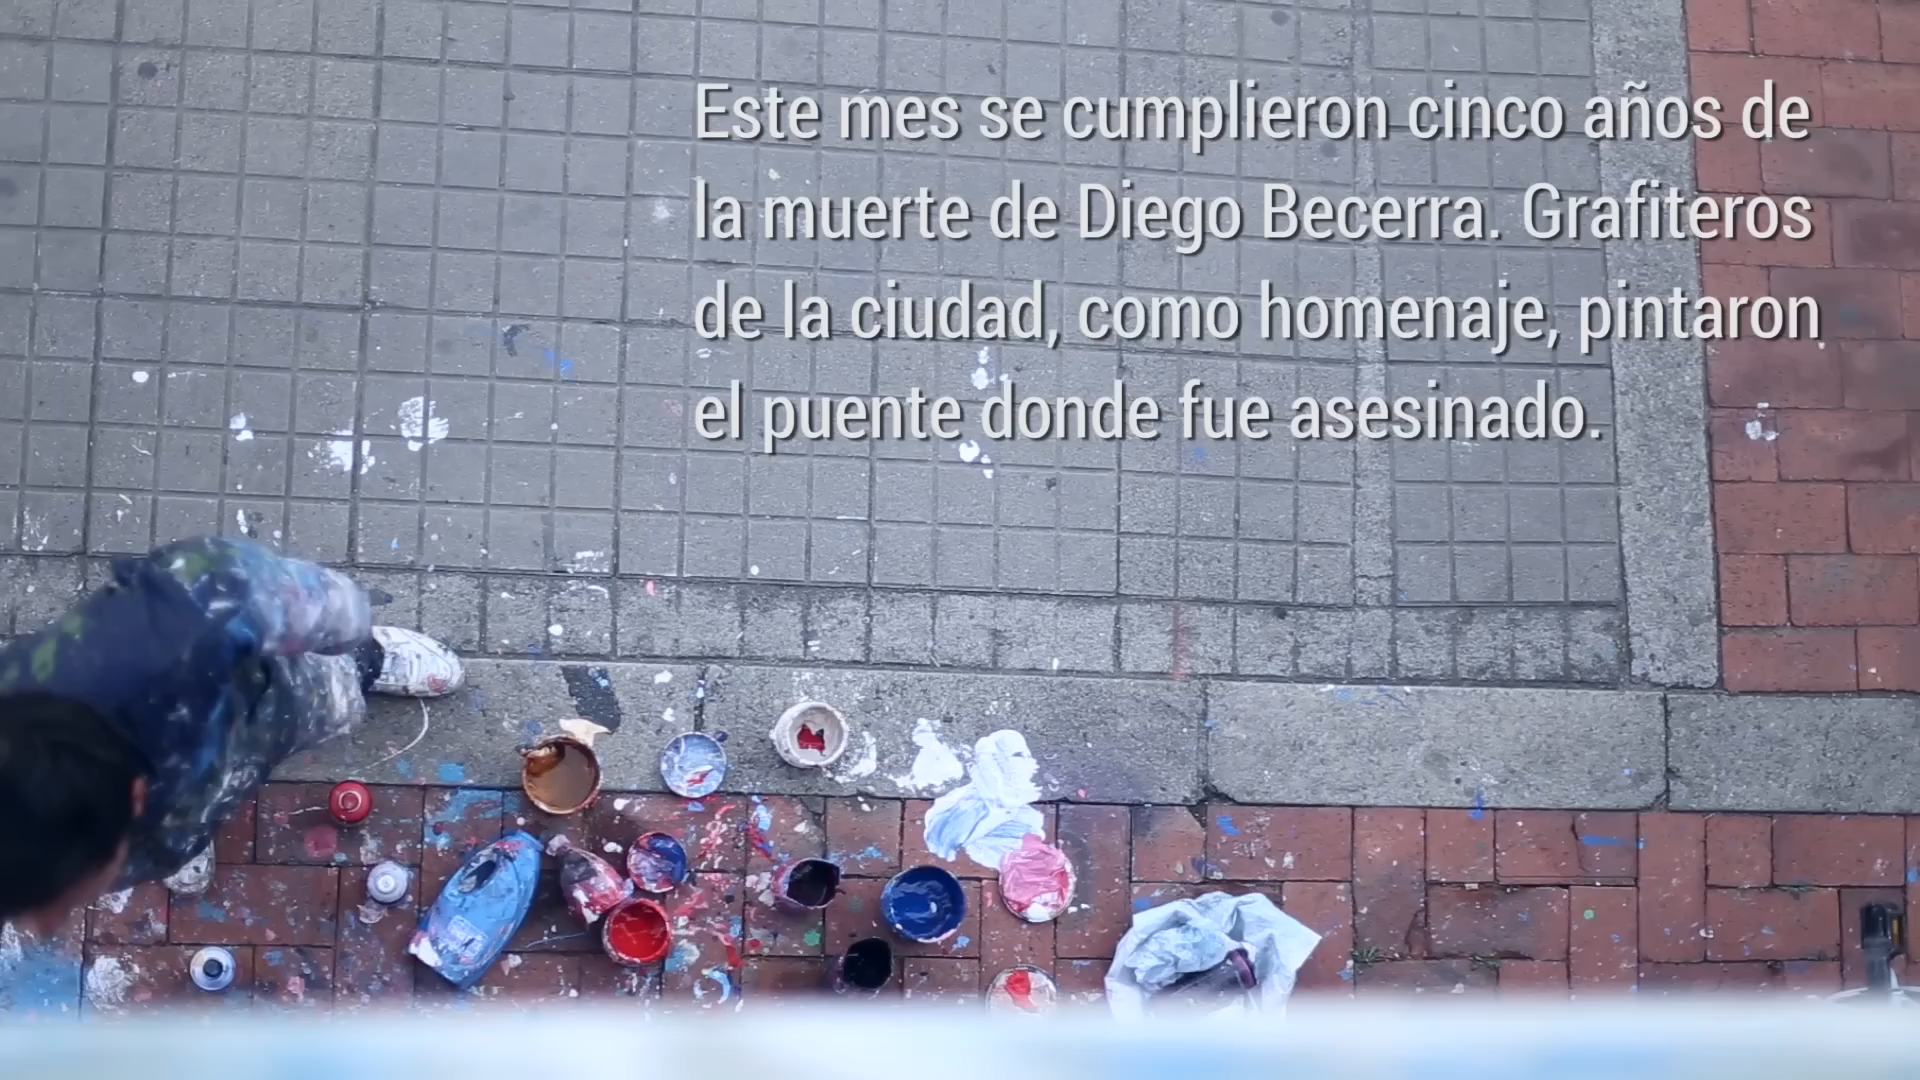 Este mes se cumplieron cinco años de
la muerte de Diego Becerra. Grafiteros
de la ciudad, como homenaje, pintaron
el puente donde fue asesinado.